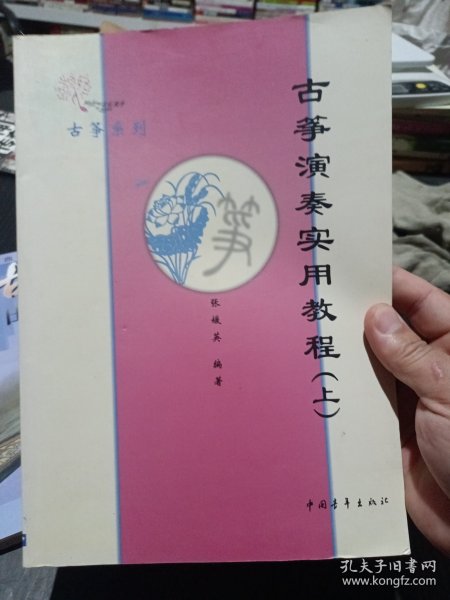 古筝系列
古筝演奏实用教程(上)
筝
张媛英 编著
中国青年出版社
孔夫子旧书网
www.kongfz.com